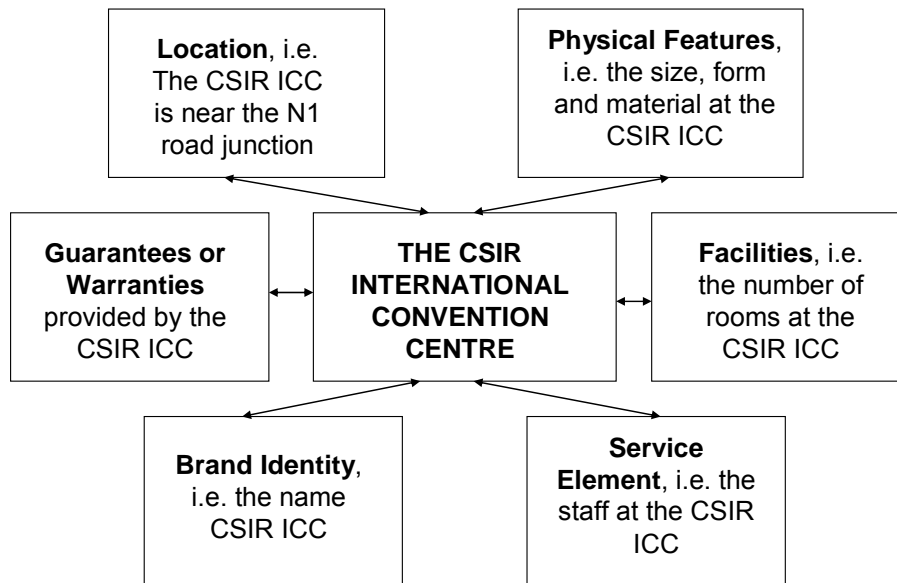 Location, i.e.
The CSIR ICC
is near the N1
road junction
Physical Features,
i.e. the size, form
and material at the
CSIR ICC
Guarantees or
Warranties
provided by the
CSIR ICC
THE CSIR
INTERNATIONAL
CONVENTION
CENTRE
Facilities, i.e.
the number of
rooms at the
CSIR ICC
Brand Identity,
i.e. the name
CSIR ICC
Service
Element, i.e. the
staff at the CSIR
ICC